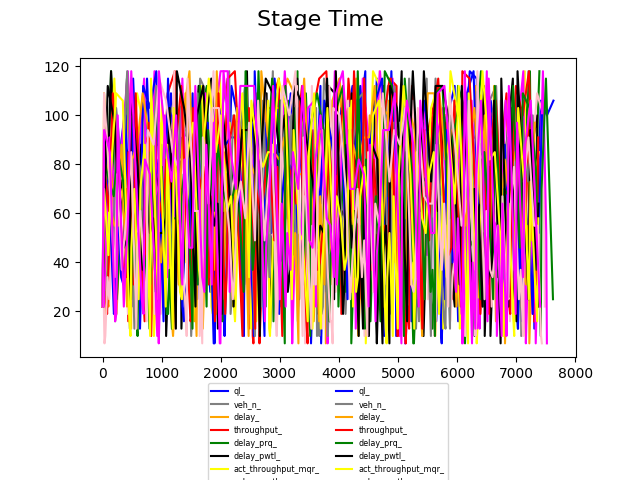 Stage Time
120
100
80
60
40
20
0 1000 2000 3000 4000 5000 6000 7000 8000
ql_ ql_
veh_n_ veh_n_
delay_ delay_
throughput_ throughput_
delay_prq_ delay_prq_
delay_pwtl_ delay_pwtl_
act_throughput_mqr_ act_throughput_mqr_